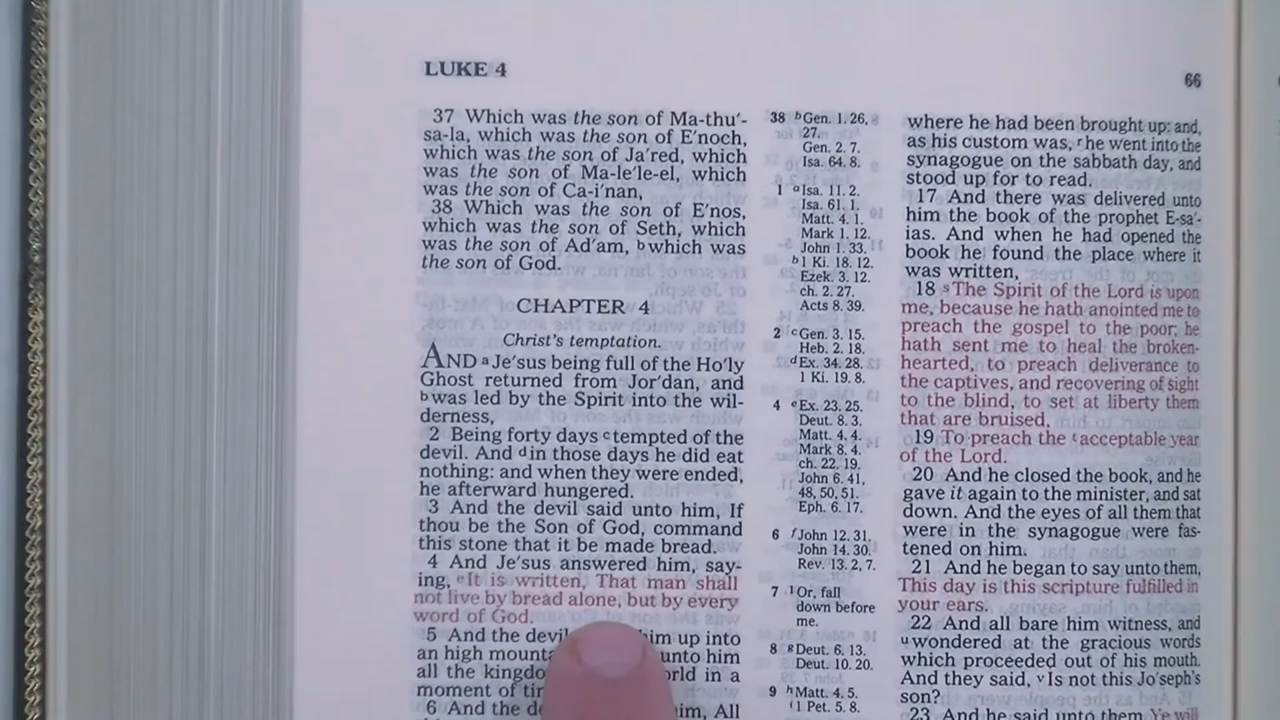 LUKE 4
66
37 Which was the son of Ma-thu'-
sa-la, which was the son of E'noch,
which was the son of Ja'red, which
was the son of Ma-le'le-el, which
was the son of Ca-i'nan,
38 Which was the son of E'nos,
which was the son of Seth, which
was the son of Ad'am, b which was
the son of God.
CHAPTER 4
Christ's temptation.
AND a Je'sus being full of the Ho'ly
Ghost returned from Jor'dan, and
b was led by the Spirit into the wil-
derness,
2 Being forty days c tempted of the
devil. And d in those days he did eat
nothing: and when they were ended,
he afterward hungered.
3 And the devil said unto him, If
thou be the Son of God, command
this stone that it be made bread.
4 And Je'sus answered him, say-
ing, e It is written, That man shall
not live by bread alone, but by every
word of God.
5 And the devil him up into
an high unto him
all the in a
moment of
6 And the All
38 b Gen. 1. 26,
27.
Gen. 2. 7.
Isa. 64. 8.
1 a Isa. 11. 2.
Isa. 61. 1.
Matt. 4. 1.
Mark 1. 12.
John 1. 33.
b 1 Ki. 18. 12.
Ezek. 3. 12.
ch. 2. 27.
Acts 8. 39.
2 c Gen. 3. 15.
Heb. 2. 18.
d Ex. 34. 28.
1 Ki. 19. 8.
4 e Ex. 23. 25.
Deut. 8. 3.
Matt. 4. 4.
Mark 8. 4.
ch. 22. 19.
John 6. 41,
48, 50, 51.
Eph. 6. 17.
6 f John 12. 31.
John 14. 30.
Rev. 13. 2, 7.
7 1 Or, fall
down before
me.
8 g Deut. 6. 13.
Deut. 10. 20.
9 h Matt. 4. 5.
(1 Pet. 5. 8.
where he had been brought up: and,
as his custom was, r he went into the
synagogue on the sabbath day, and
stood up for to read.
17 And there was delivered unto
him the book of the prophet E-sa'-
ias. And when he had opened the
book he found the place where it
was written,
18 s The Spirit of the Lord is upon
me, because he hath anointed me to
preach the gospel to the poor; he
hath sent me to heal the broken-
hearted, to preach deliverance to
the captives, and recovering of sight
to the blind, to set at liberty them
that are bruised,
19 To preach the t acceptable year
of the Lord.
20 And he closed the book, and he
gave it again to the minister, and sat
down. And the eyes of all them that
were in the synagogue were fas-
tened on him.
21 And he began to say unto them,
This day is this scripture fulfilled in
your ears.
22 And all bare him witness, and
u wondered at the gracious words
which proceeded out of his mouth.
And they said, v Is not this Jo'seph's
son?
23 And he said unto them, Ye will